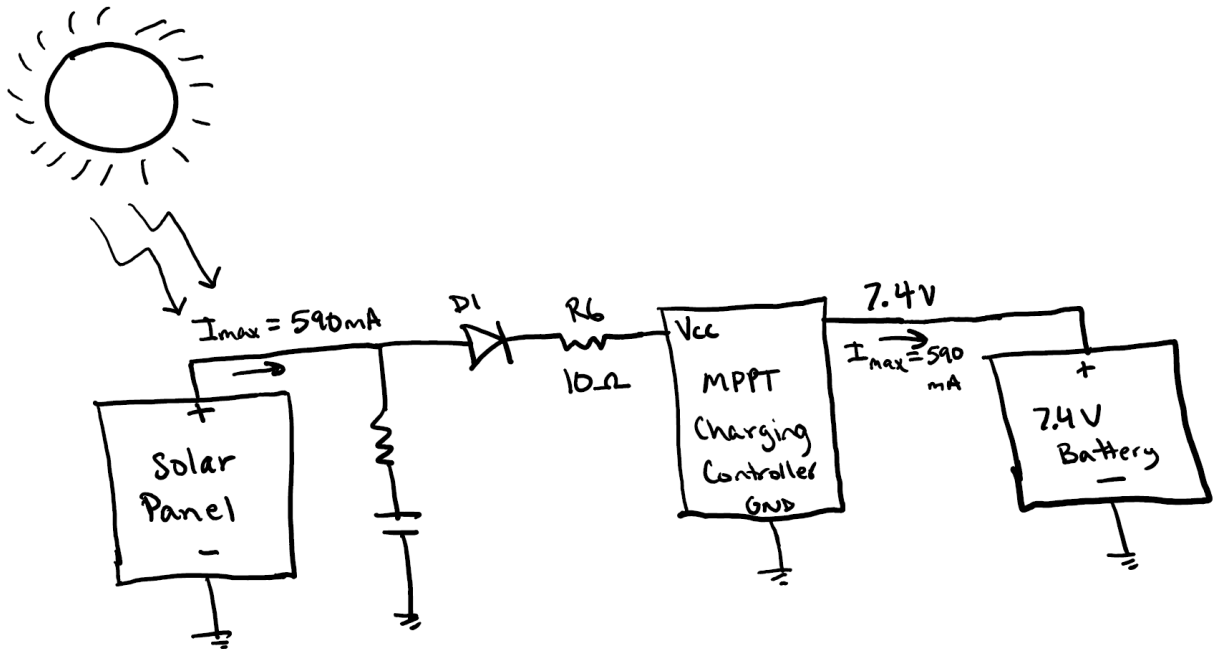 Imax = 590mA
+
Solar
Panel
-
D1
R6
10Ω
Vcc
MPPT
Charging
Controller
GND
7.4V
Imax = 590
mA
+
7.4V
Battery
-